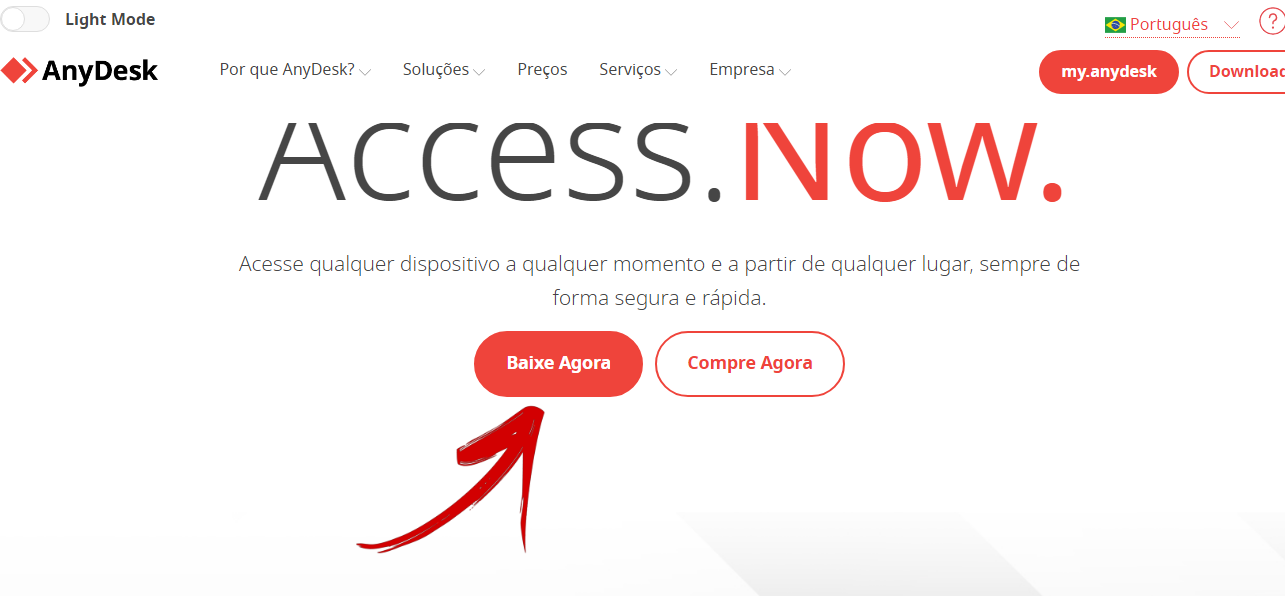 Light Mode
Português
?
AnyDesk
Por que AnyDesk?
Soluções
Preços
Serviços
Empresa
my.anydesk
Download
Access.Now.
Acesse qualquer dispositivo a qualquer momento e a partir de qualquer lugar, sempre de
forma segura e rápida.
Baixe Agora
Compre Agora